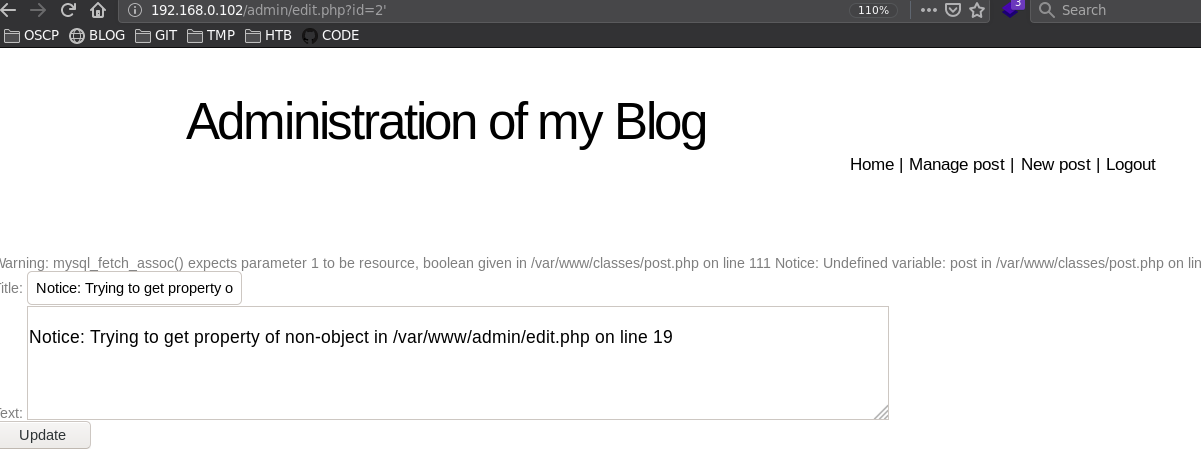 192.168.0.102/admin/edit.php?id=2'
110%
3
Search
OSCP BLOG GIT TMP HTB CODE
Administration of my Blog
Home | Manage post | New post | Logout
Warning: mysql_fetch_assoc() expects parameter 1 to be resource, boolean given in /var/www/classes/post.php on line 111 Notice: Undefined variable: post in /var/www/classes/post.php on
Title: Notice: Trying to get property o
Notice: Trying to get property of non-object in /var/www/admin/edit.php on line 19
Text:
Update